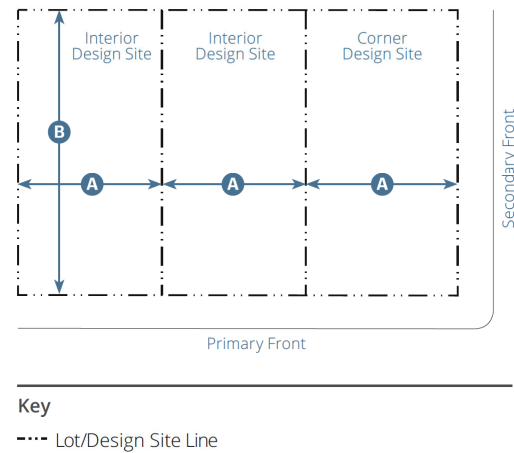 Interior
Design Site
Interior
Design Site
Corner
Design Site
B
A
A
A
Secondary Front
Primary Front
Key
Lot/Design Site Line